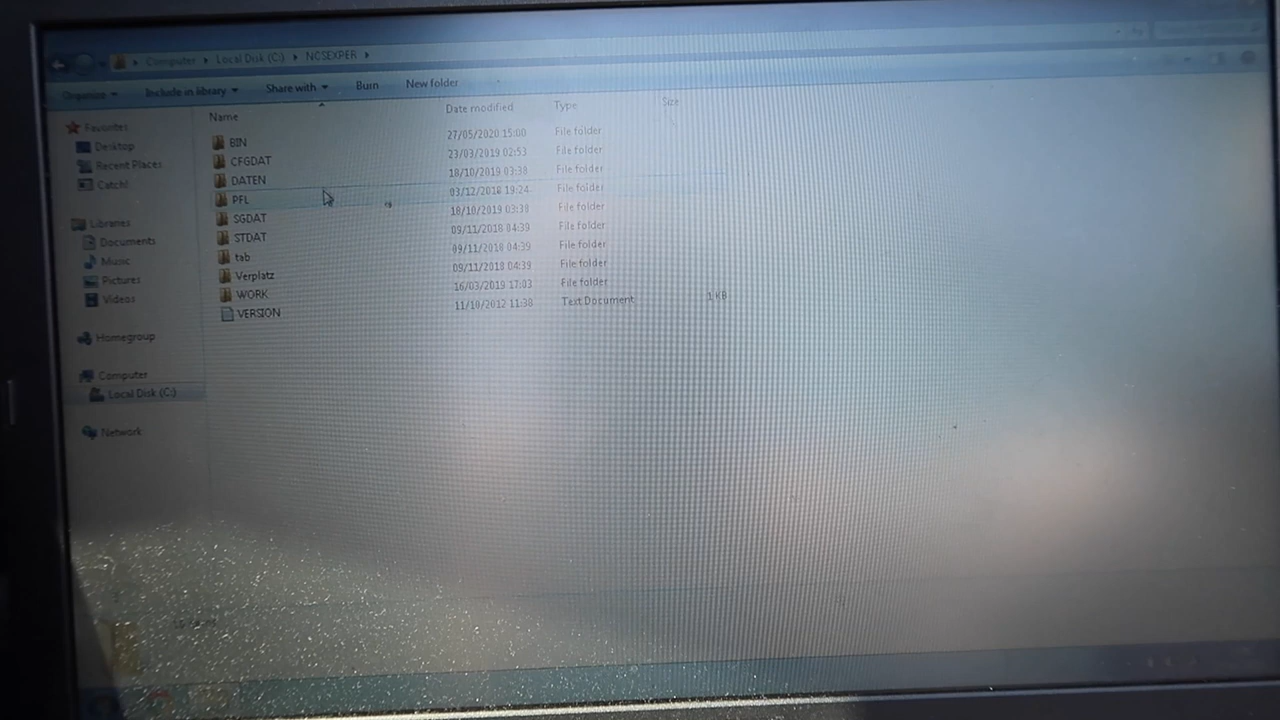 Computer ▸ Local Disk (C:) ▸ NCSEXPER ▸
Organize Include in library Share with Burn New folder
Name Date modified Type Size
BIN 27/05/2020 15:00 File folder
CFGDAT 23/03/2019 02:53 File folder
DATEN 18/10/2019 03:38 File folder
PFL 03/12/2018 19:24 File folder
SGDAT 18/10/2019 03:38 File folder
STDAT 09/11/2018 04:39 File folder
tab 09/11/2018 04:39 File folder
Verplatz 09/11/2018 04:39 File folder
WORK 16/03/2019 17:03 File folder
VERSION 11/10/2012 11:38 Text Document 1 KB
Favorites
Desktop
Recent Places
Catch!
Libraries
Documents
Music
Pictures
Videos
Homegroup
Computer
Local Disk (C:)
Network